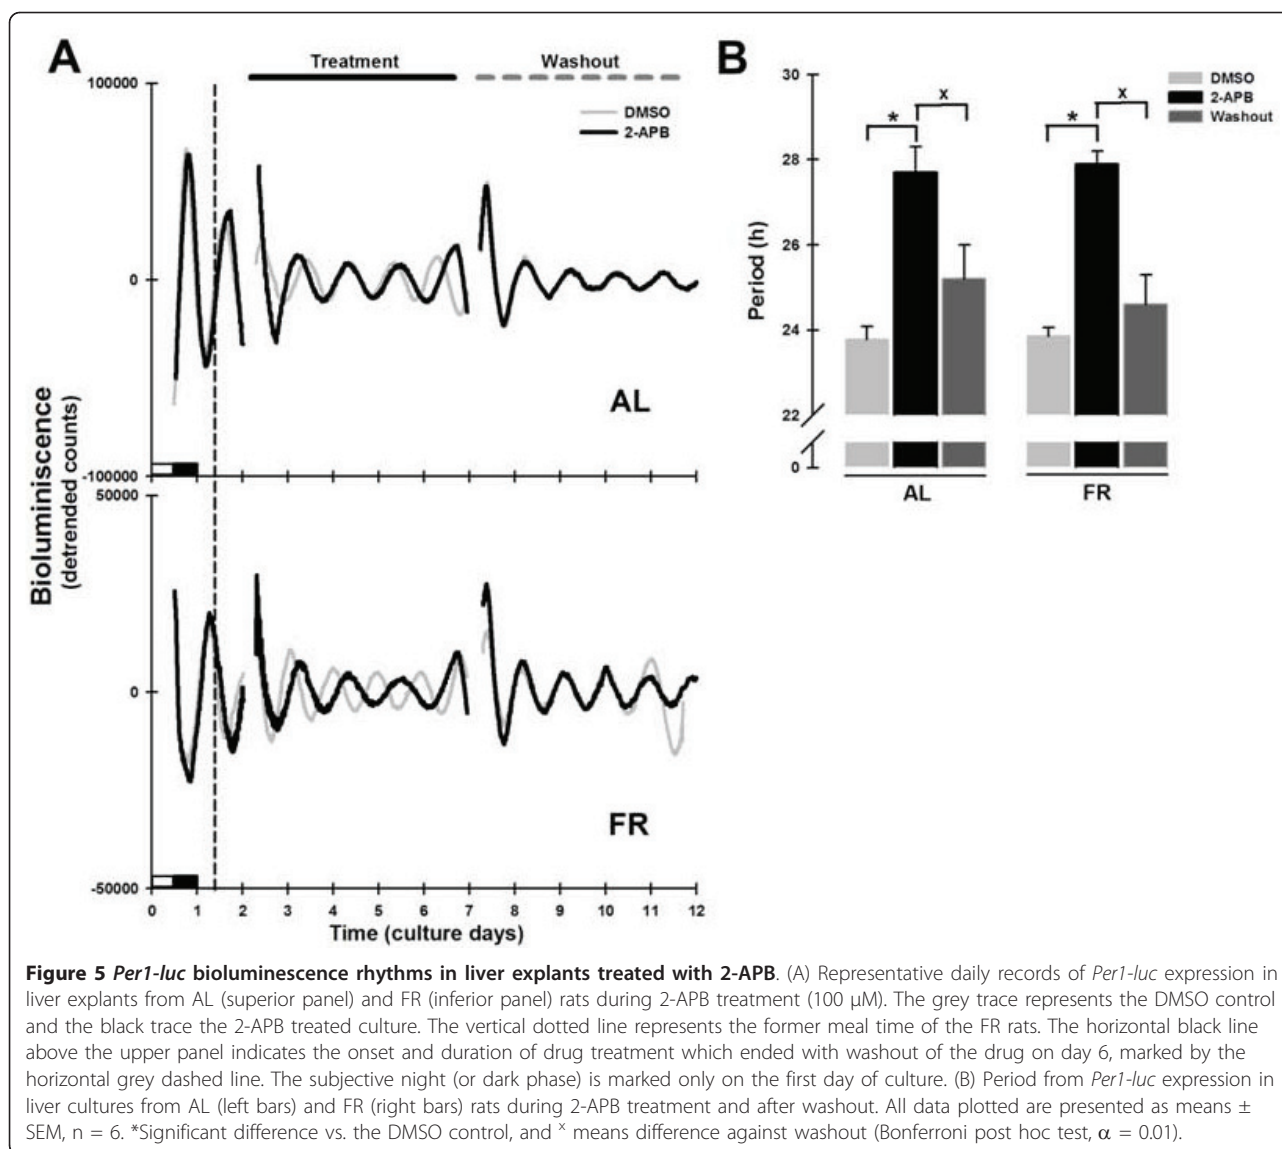 A
Treatment
Washout
100000
DMSO
2-APB
0
AL
-100000
50000
Bioluminiscence
(detrended counts)
0
FR
-50000
0 1 2 3 4 5 6 7 8 9 10 11 12
Time (culture days)
B
30
DMSO
2-APB
Washout
* x
* x
28
26
24
22
0
Period (h)
AL FR
Figure 5 Per1-luc bioluminescence rhythms in liver explants treated with 2-APB. (A) Representative daily records of Per1-luc expression in
liver explants from AL (superior panel) and FR (inferior panel) rats during 2-APB treatment (100 μM). The grey trace represents the DMSO control
and the black trace the 2-APB treated culture. The vertical dotted line represents the former meal time of the FR rats. The horizontal black line
above the upper panel indicates the onset and duration of drug treatment which ended with washout of the drug on day 6, marked by the
horizontal grey dashed line. The subjective night (or dark phase) is marked only on the first day of culture. (B) Period from Per1-luc expression in
liver cultures from AL (left bars) and FR (right bars) rats during 2-APB treatment and after washout. All data plotted are presented as means ±
SEM, n = 6. *Significant difference vs. the DMSO control, and x means difference against washout (Bonferroni post hoc test, α = 0.01).